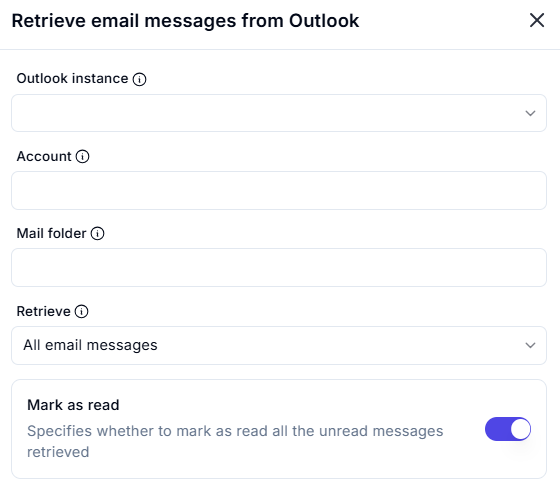 Retrieve email messages from Outlook
Outlook instance
Account
Mail folder
Retrieve
All email messages
Mark as read
Specifies whether to mark as read all the unread messages
retrieved